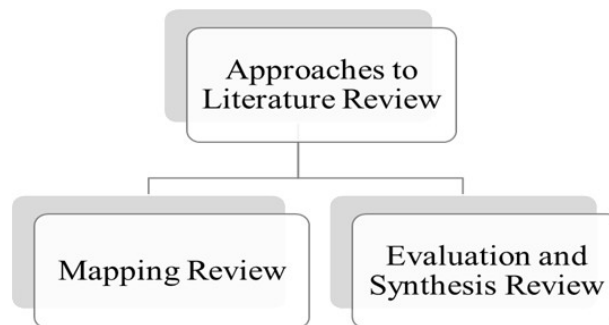 Approaches to
Literature Review
Mapping Review
Evaluation and
Synthesis Review